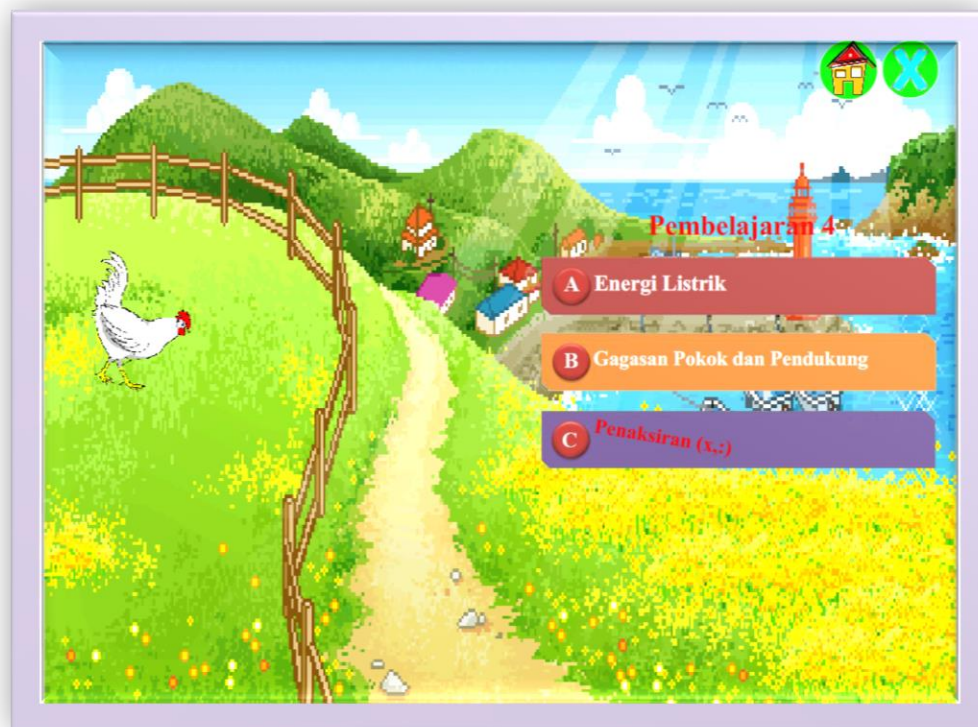 Pembelajaran 4
A Energi Listrik
B Gagasan Pokok dan Pendukung
C Penaksiran (x,:)